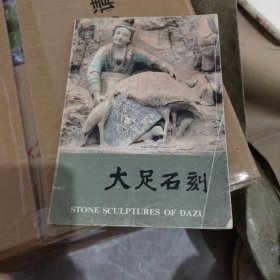 大足石刻
STONE SCULPTURES OF DAZU